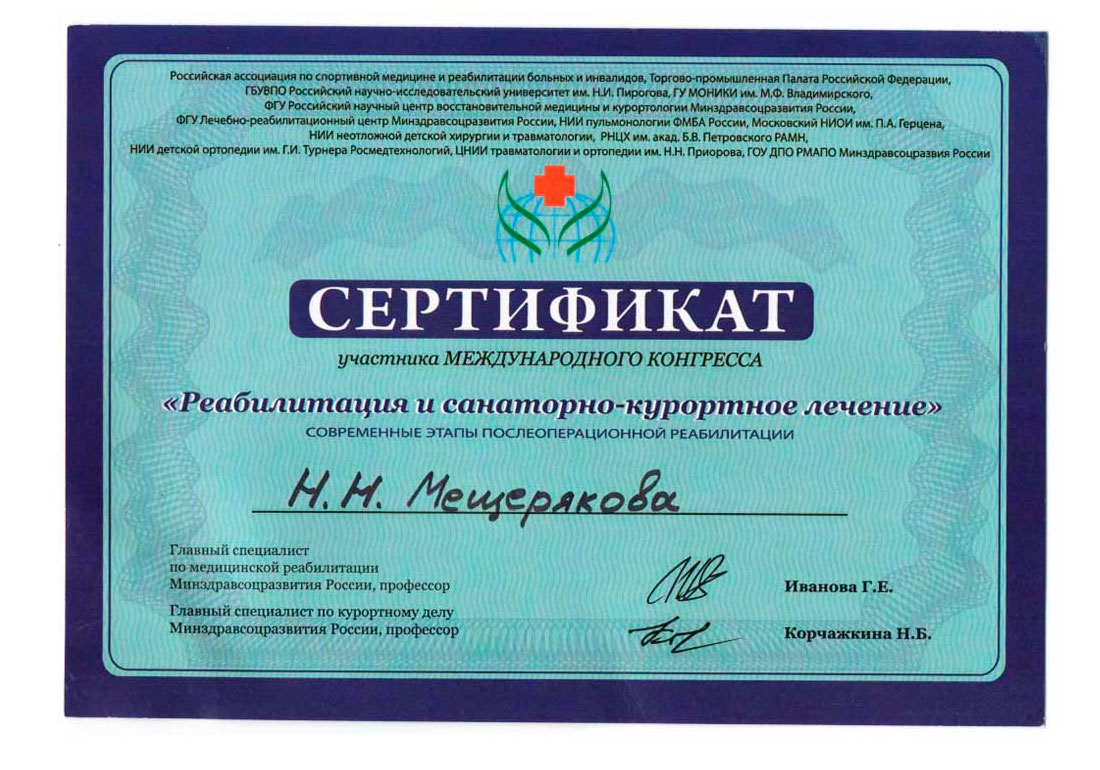 Российская ассоциация по спортивной медицине и реабилитации больных и инвалидов, Торгово-промышленная Палата Российской Федерации,
ГБУВПО Российский научно-исследовательский университет им. Н.И. Пирогова, ГУ МОНИКИ им. М.Ф. Владимирского,
ФГУ Российский научный центр восстановительной медицины и курортологии Минздравсоцразвития России,
ФГУ Лечебно-реабилитационный центр Минздравсоцразвития России, НИИ пульмонологии ФМБА России, Московский НИОИ им. П.А. Герцена,
НИИ неотложной детской хирургии и травматологии, РНЦХ им. акад. Б.В. Петровского РАМН,
НИИ детской ортопедии им. Г.И. Турнера Росмедтехнологий, ЦНИИ травматологии и ортопедии им. Н.Н. Приорова, ГОУ ДПО РМАПО Минздравсоцразвия России
СЕРТИФИКАТ
участника МЕЖДУНАРОДНОГО КОНГРЕССА
«Реабилитация и санаторно-курортное лечение»
СОВРЕМЕННЫЕ ЭТАПЫ ПОСЛЕОПЕРАЦИОННОЙ РЕАБИЛИТАЦИИ
Н.Н. Мещерякова
Главный специалист
по медицинской реабилитации
Минздравсоцразвития России, профессор
Иванова Г.Е.
Главный специалист по курортному делу
Минздравсоцразвития России, профессор
Корчажкина Н.Б.